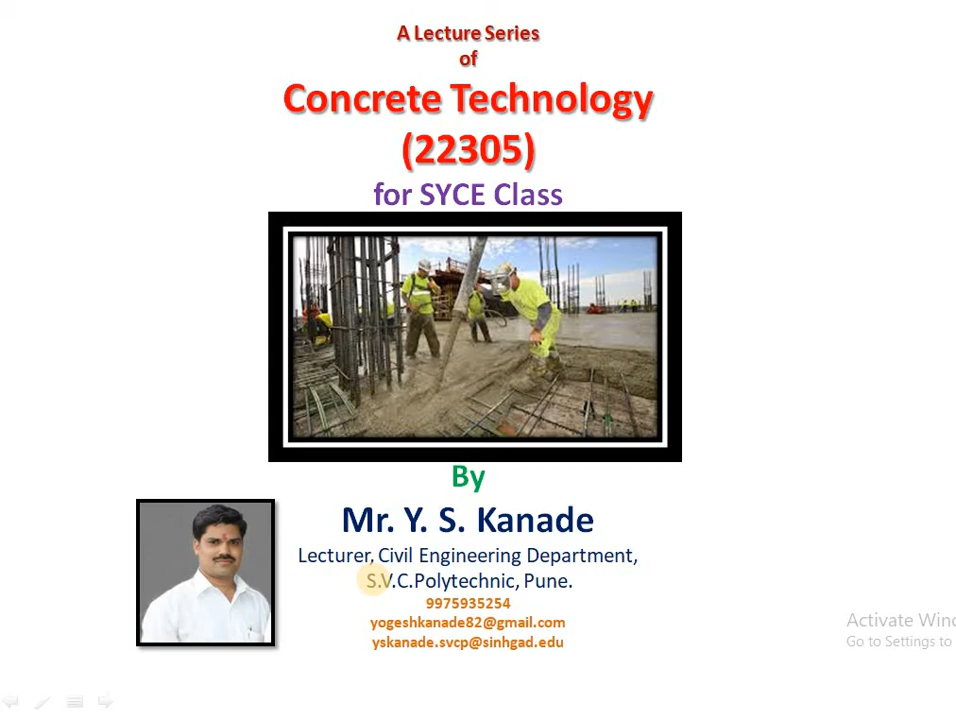 A Lecture Series
of
Concrete Technology
(22305)
for SYCE Class
By
Mr. Y. S. Kanade
Lecturer, Civil Engineering Department,
S.V.C.Polytechnic, Pune.
9975935254
yogeshkanade82@gmail.com
yskanade.svcp@sinhgad.edu
Activate Wind
Go to Settings to